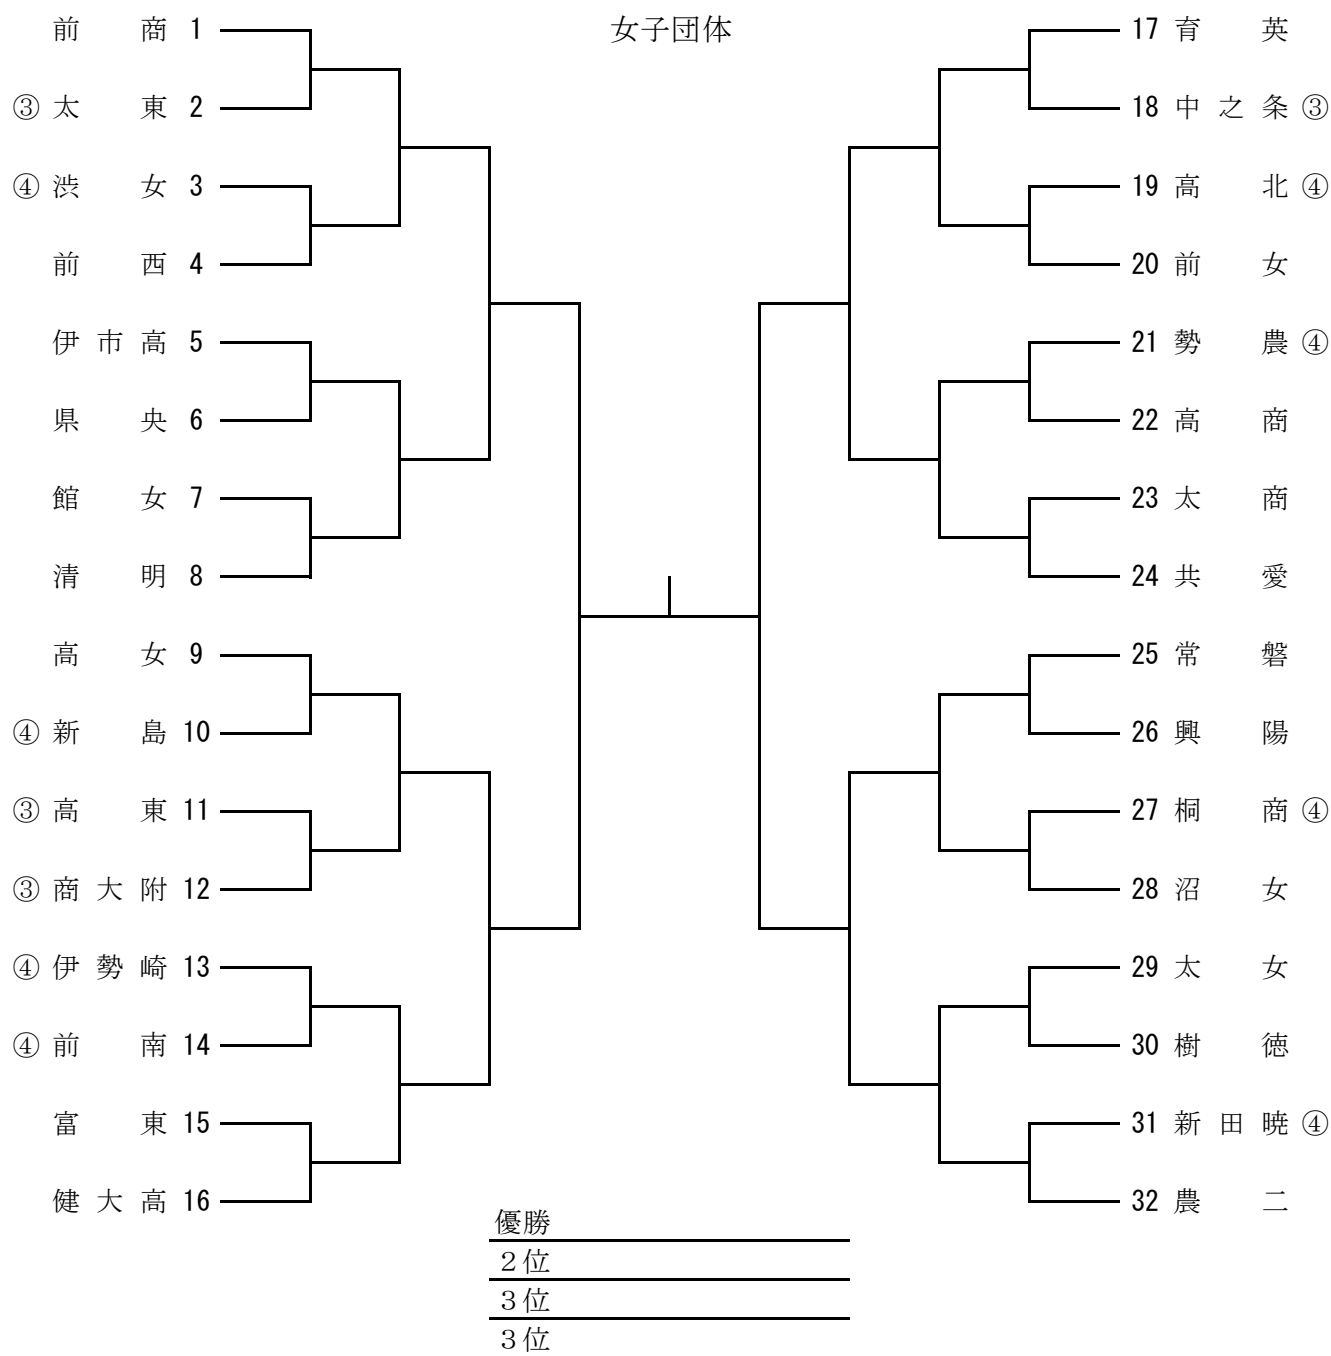 女子団体
前商 1
③ 太東 2
④ 渋女 3
前西 4
伊市高 5
県央 6
館女 7
清明 8
高女 9
④ 新島 10
③ 高東 11
③ 商大附 12
④ 伊勢崎 13
④ 前南 14
富東 15
健大高 16
17 育英
18 中之条 ③
19 高北 ④
20 前女
21 勢農 ④
22 高商
23 太商
24 共愛
25 常磐
26 興陽
27 桐商 ④
28 沼女
29 太女
30 樹徳
31 新田暁 ④
32 農二
優勝
２位
３位
３位